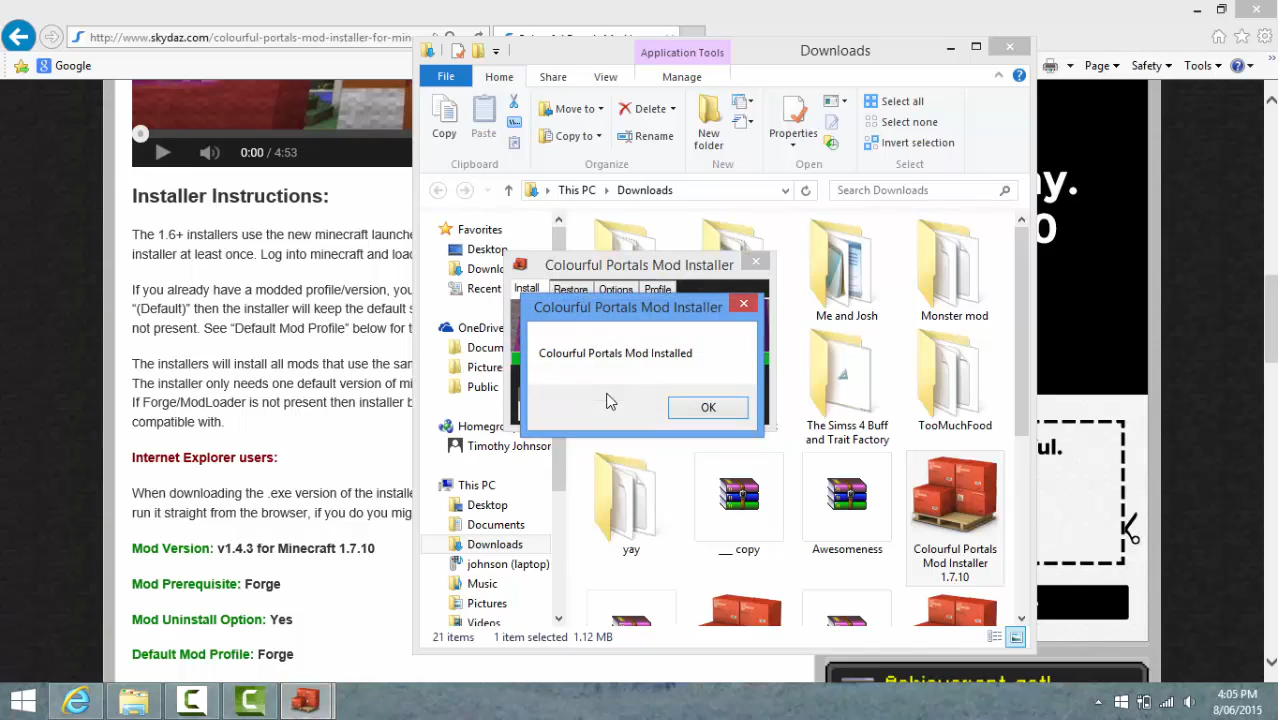 http://www.skydaz.com/colourful-portals-mod-installer-for-min
Google
Page
Safety
Tools
0:00 / 4:53
Installer Instructions:
The 1.6+ installers use the new minecraft launche
installer at least once. Log into minecraft and load
If you already have a modded profile/version, you
“(Default)” then the installer will keep the default s
not present. See “Default Mod Profile” below for t
The installers will install all mods that use the sam
The installer only needs one default version of mi
If Forge/ModLoader is not present then installer
compatible with.
Internet Explorer users:
When downloading the .exe version of the installe
run it straight from the browser, if you do you mig
Mod Version: v1.4.3 for Minecraft 1.7.10
Mod Prerequisite: Forge
Mod Uninstall Option: Yes
Default Mod Profile: Forge
Application Tools
Downloads
File
Home
Share
View
Manage
Copy
Paste
Clipboard
Move to
Copy to
Delete
Rename
Organize
New
folder
New
Properties
Open
Select all
Select none
Invert selection
Select
This PC
Downloads
Search Downloads
Favorites
Desktop
Downlo
Recent
OneDrive
Docum
Picture
Public
Homegro
Timothy Johnson
This PC
Desktop
Documents
Downloads
johnson (laptop)
Music
Pictures
Videos
Colourful Portals Mod Installer
Install
Restore
Options
Profile
Colourful Portals Mod Installer
Colourful Portals Mod Installed
OK
Me and Josh
Monster mod
The Simss 4 Buff
and Trait Factory
TooMuchFood
yay
___ copy
Awesomeness
Colourful Portals
Mod Installer
1.7.10
21 items
1 item selected 1.12 MB
ny.
0
ul.
4:05 PM
8/06/2015